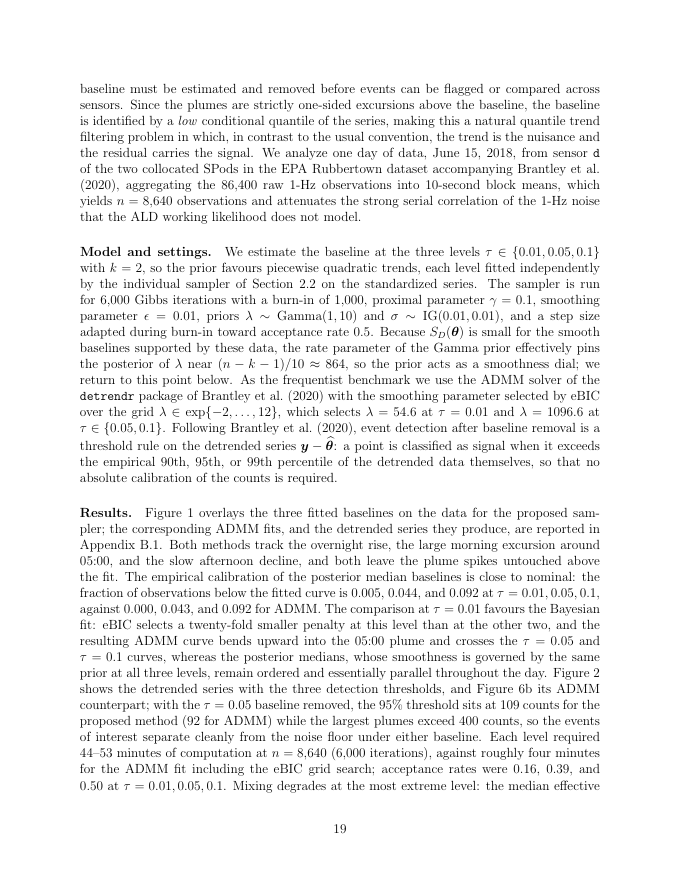 baseline must be estimated and removed before events can be flagged or compared across
sensors. Since the plumes are strictly one-sided excursions above the baseline, the baseline
is identified by a low conditional quantile of the series, making this a natural quantile trend
filtering problem in which, in contrast to the usual convention, the trend is the nuisance and
the residual carries the signal. We analyze one day of data, June 15, 2018, from sensor d
of the two collocated SPods in the EPA Rubbertown dataset accompanying Brantley et al.
(2020), aggregating the 86,400 raw 1-Hz observations into 10-second block means, which
yields n = 8,640 observations and attenuates the strong serial correlation of the 1-Hz noise
that the ALD working likelihood does not model.
Model and settings. We estimate the baseline at the three levels τ ∈ {0.01, 0.05, 0.1}
with k = 2, so the prior favours piecewise quadratic trends, each level fitted independently
by the individual sampler of Section 2.2 on the standardized series. The sampler is run
for 6,000 Gibbs iterations with a burn-in of 1,000, proximal parameter γ = 0.1, smoothing
parameter ϵ = 0.01, priors λ ∼ Gamma(1, 10) and σ ∼ IG(0.01, 0.01), and a step size
adapted during burn-in toward acceptance rate 0.5. Because S_D(θ) is small for the smooth
baselines supported by these data, the rate parameter of the Gamma prior effectively pins
the posterior of λ near (n − k − 1)/10 ≈ 864, so the prior acts as a smoothness dial; we
return to this point below. As the frequentist benchmark we use the ADMM solver of the
detrendr package of Brantley et al. (2020) with the smoothing parameter selected by eBIC
over the grid λ ∈ exp{−2, . . . , 12}, which selects λ = 54.6 at τ = 0.01 and λ = 1096.6 at
τ ∈ {0.05, 0.1}. Following Brantley et al. (2020), event detection after baseline removal is a
threshold rule on the detrended series y − θ̂: a point is classified as signal when it exceeds
the empirical 90th, 95th, or 99th percentile of the detrended data themselves, so that no
absolute calibration of the counts is required.
Results. Figure 1 overlays the three fitted baselines on the data for the proposed sam-
pler; the corresponding ADMM fits, and the detrended series they produce, are reported in
Appendix B.1. Both methods track the overnight rise, the large morning excursion around
05:00, and the slow afternoon decline, and both leave the plume spikes untouched above
the fit. The empirical calibration of the posterior median baselines is close to nominal: the
fraction of observations below the fitted curve is 0.005, 0.044, and 0.092 at τ = 0.01, 0.05, 0.1,
against 0.000, 0.043, and 0.092 for ADMM. The comparison at τ = 0.01 favours the Bayesian
fit: eBIC selects a twenty-fold smaller penalty at this level than at the other two, and the
resulting ADMM curve bends upward into the 05:00 plume and crosses the τ = 0.05 and
τ = 0.1 curves, whereas the posterior medians, whose smoothness is governed by the same
prior at all three levels, remain ordered and essentially parallel throughout the day. Figure 2
shows the detrended series with the three detection thresholds, and Figure 6b its ADMM
counterpart; with the τ = 0.05 baseline removed, the 95% threshold sits at 109 counts for the
proposed method (92 for ADMM) while the largest plumes exceed 400 counts, so the events
of interest separate cleanly from the noise floor under either baseline. Each level required
44–53 minutes of computation at n = 8,640 (6,000 iterations), against roughly four minutes
for the ADMM fit including the eBIC grid search; acceptance rates were 0.16, 0.39, and
0.50 at τ = 0.01, 0.05, 0.1. Mixing degrades at the most extreme level: the median effective
19